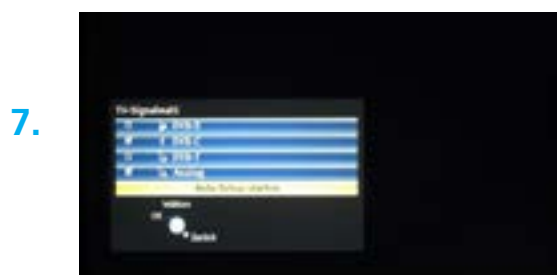 7.
TV-Signalwahl
DVB-S
DVB-C
DVB-T
Analog
Auto Setup starten
Wählen
OK
Zurück